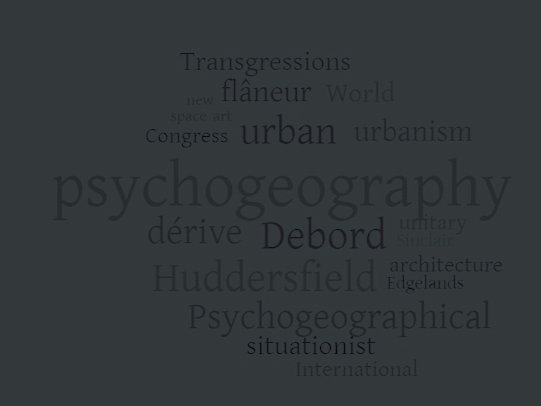 Transgressions
flâneur World
new
space art
Congress urban urbanism
psychogeography
dérive Debord unitary
Sinclair
Huddersfield architecture
Edgelands
Psychogeographical
situationist
International